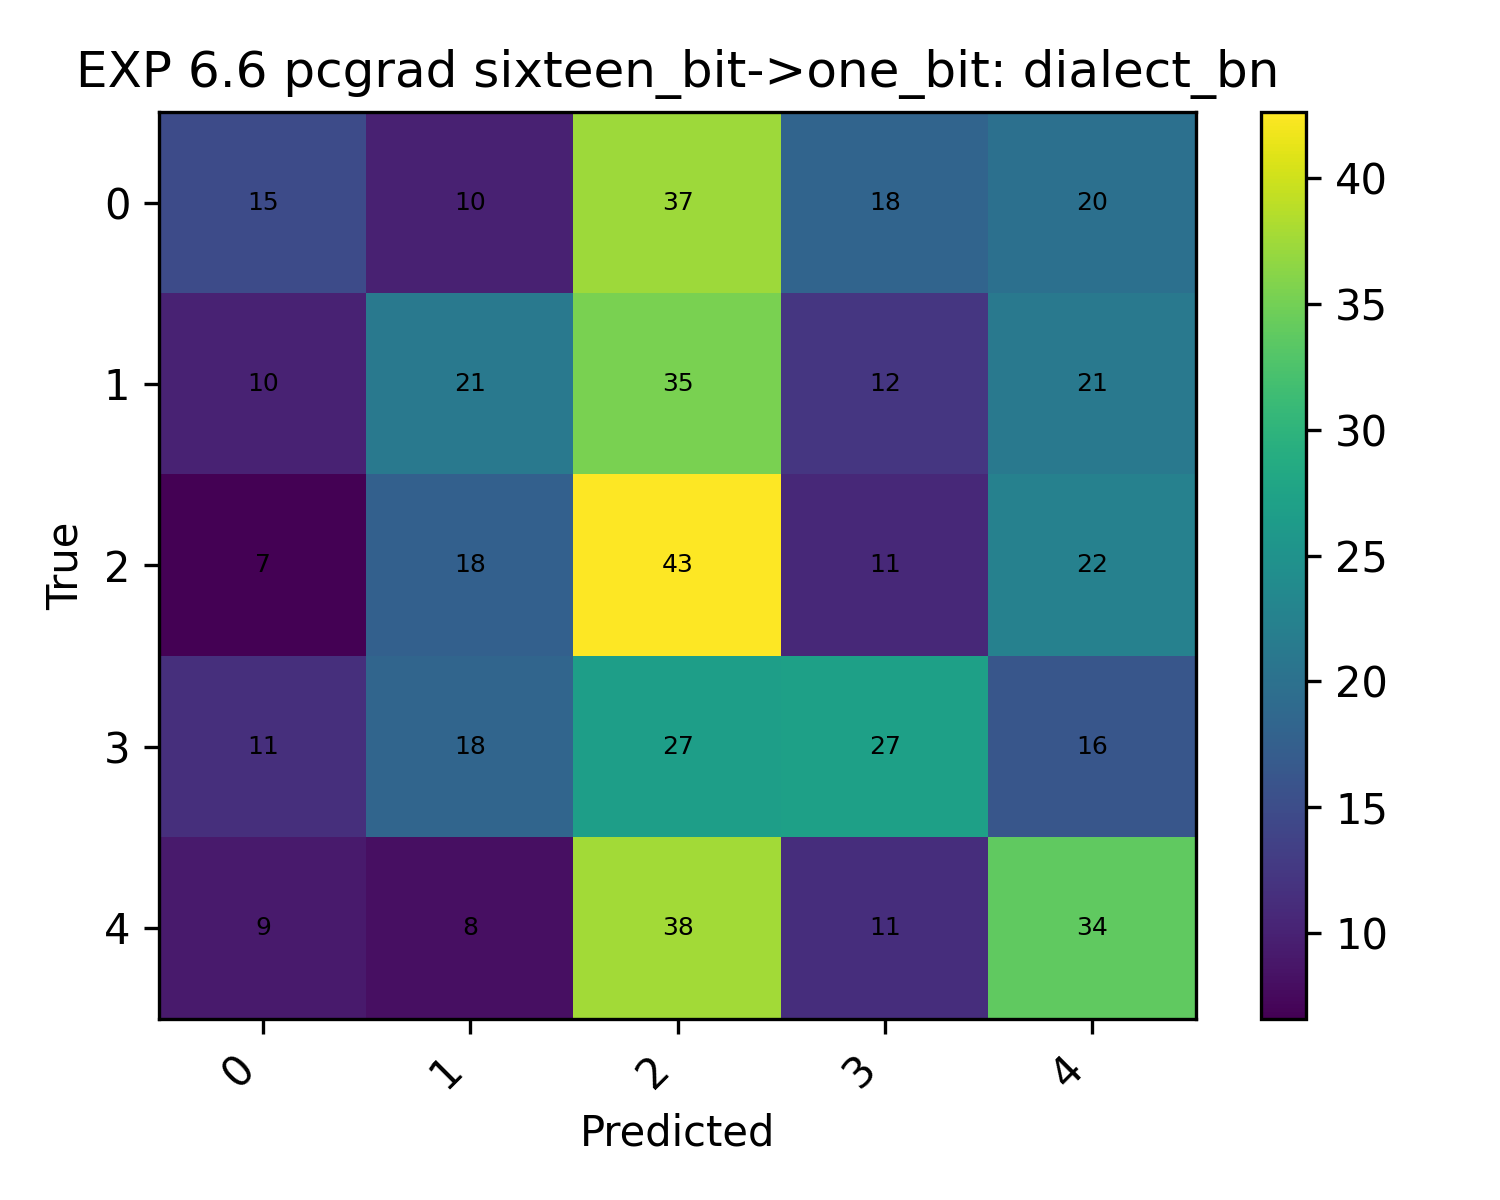 EXP 6.6 pcgrad sixteen_bit->one_bit: dialect_bn
0 15 10 37 18 20
1 10 21 35 12 21
2 7 18 43 11 22
3 11 18 27 27 16
4 9 8 38 11 34
True
0 1 2 3 4
Predicted
40
35
30
25
20
15
10